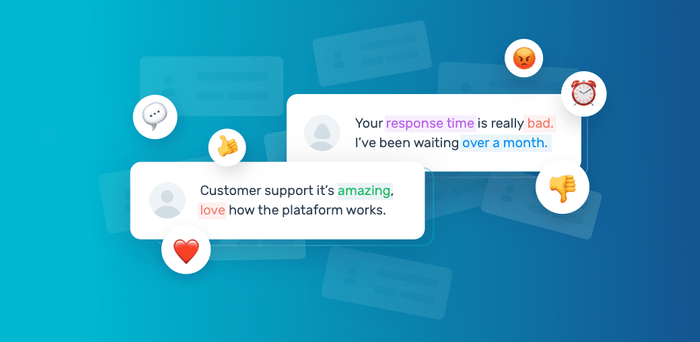 Your response time is really bad.
I've been waiting over a month.
Customer support it's amazing,
love how the plataform works.